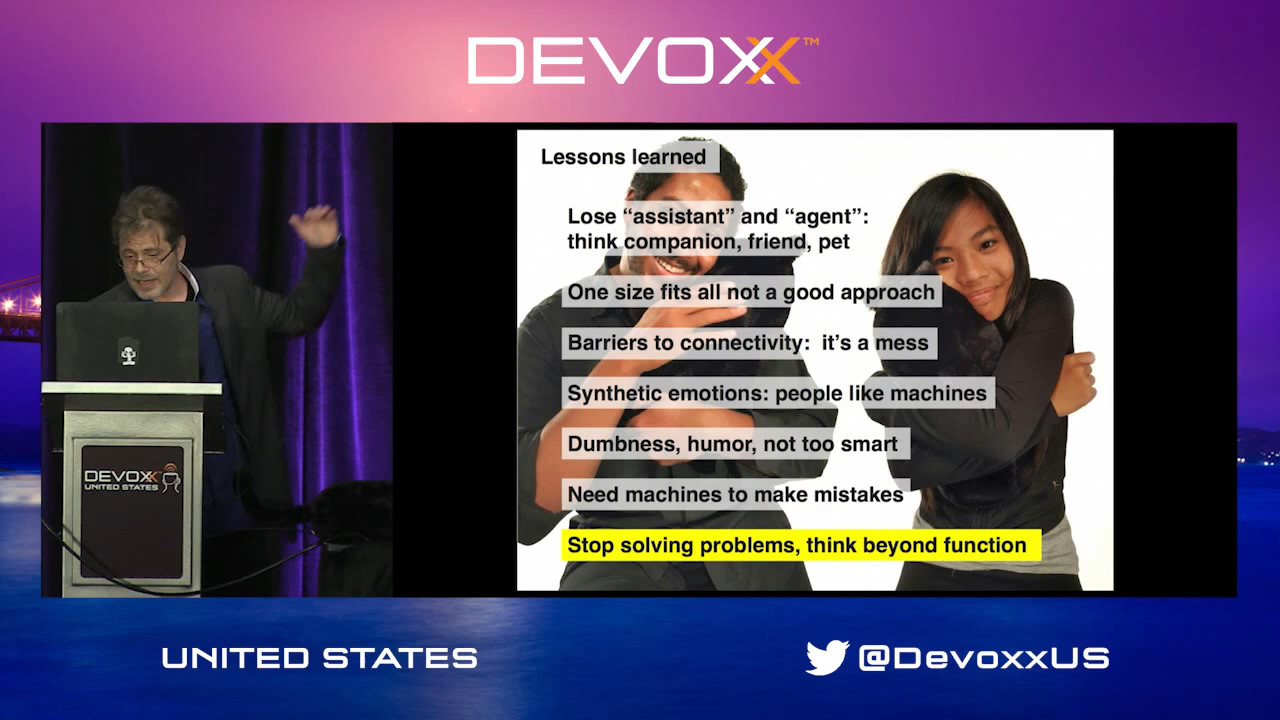 DEVOXX™
Lessons learned
Lose “assistant” and “agent”:
think companion, friend, pet
One size fits all not a good approach
Barriers to connectivity:  it’s a mess
Synthetic emotions: people like machines
Dumbness, humor, not too smart
Need machines to make mistakes
Stop solving problems, think beyond function
DEVOXX
UNITED STATES
UNITED STATES
@DevoxxUS